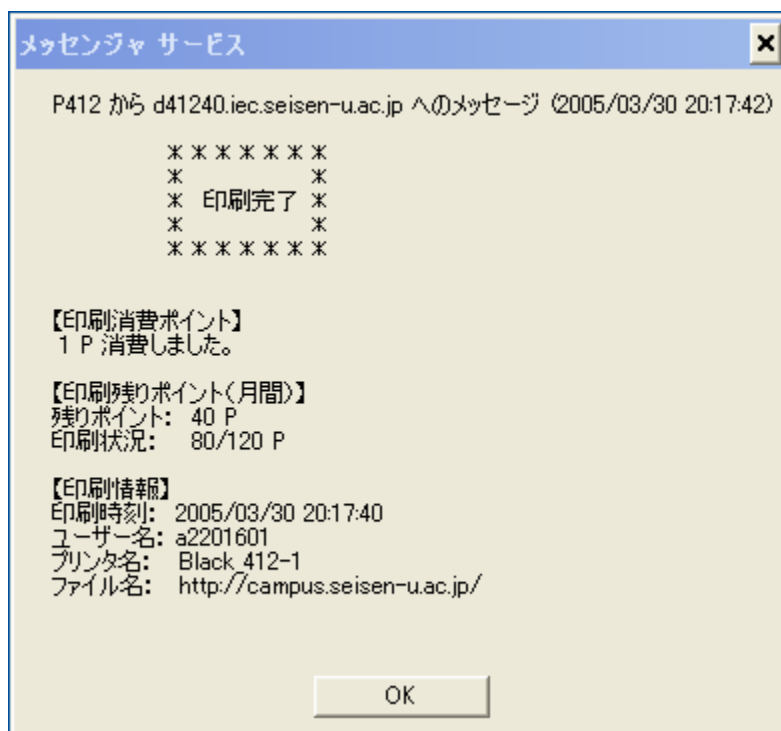 メッセンジャ サービス
P412 から d41240.iec.seisen-u.ac.jp へのメッセージ (2005/03/30 20:17:42)
* * * * * * *
* *
* 印刷完了 *
* *
* * * * * * *
【印刷消費ポイント】
1 P 消費しました。
【印刷残りポイント(月間)】
残りポイント: 40 P
印刷状況: 80/120 P
【印刷情報】
印刷時刻: 2005/03/30 20:17:40
ユーザー名: a2201601
プリンタ名: Black_412-1
ファイル名: http://campus.seisen-u.ac.jp/
OK